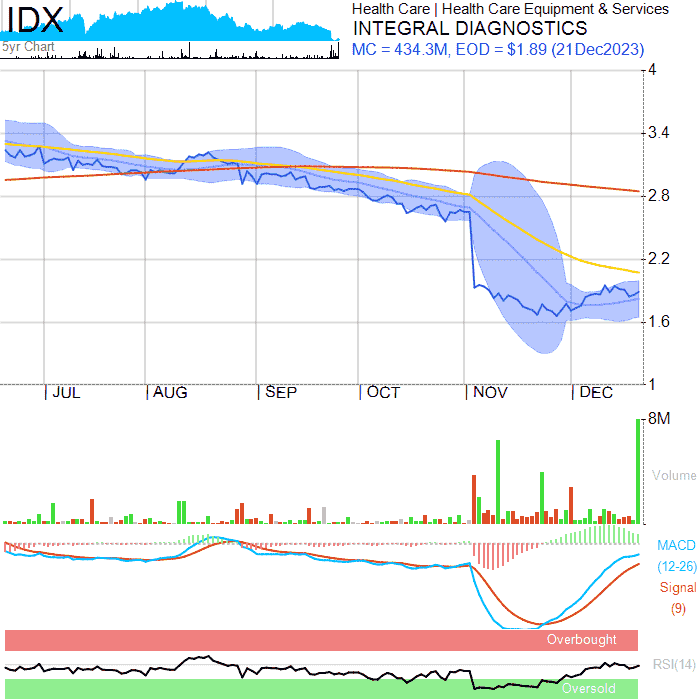 IDX
5yr Chart
Health Care | Health Care Equipment & Services
INTEGRAL DIAGNOSTICS
MC = 434.3M, EOD = $1.89 (21Dec2023)
4
3.4
2.8
2.2
1.6
1
JUL AUG SEP OCT NOV DEC
8M
Volume
MACD
(12-26)
Signal
(9)
Overbought
RSI(14)
Oversold